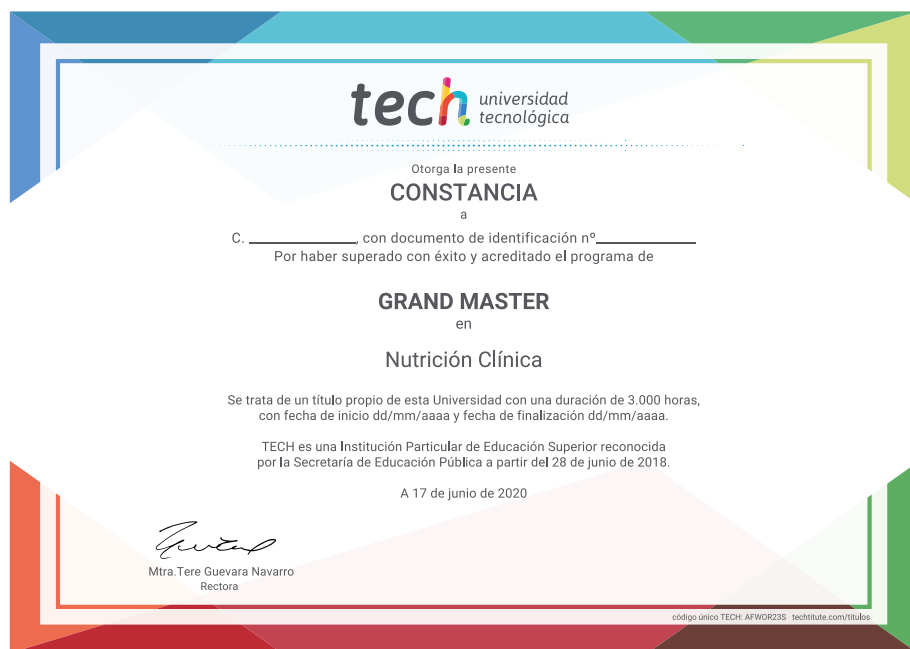 tech universidad
tecnológica
Otorga la presente
CONSTANCIA
a
C. ____________, con documento de identificación nº____________
Por haber superado con éxito y acreditado el programa de
GRAND MASTER
en
Nutrición Clínica
Se trata de un título propio de esta Universidad con una duración de 3.000 horas,
con fecha de inicio dd/mm/aaaa y fecha de finalización dd/mm/aaaa.
TECH es una Institución Particular de Educación Superior reconocida
por la Secretaría de Educación Pública a partir del 28 de junio de 2018.
A 17 de junio de 2020
Mtra.Tere Guevara Navarro
Rectora
código único TECH: AFWOR23S techtitute.com/titulos